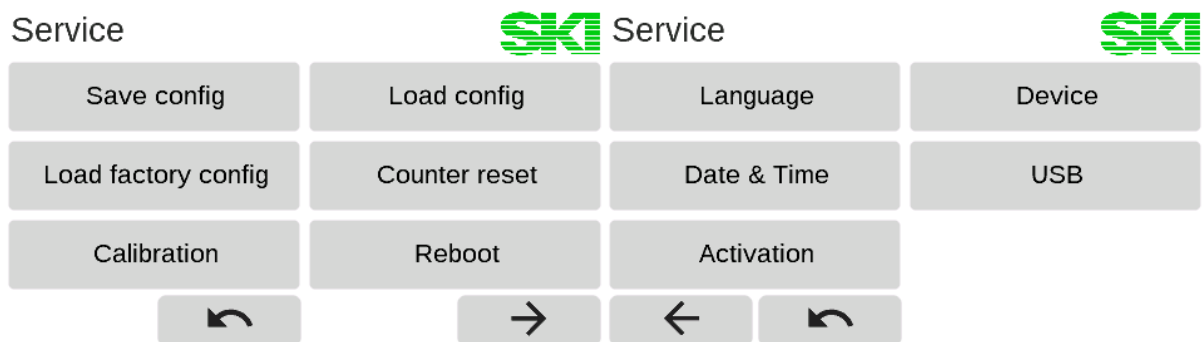 Service
SKI
Save config
Load config
Load factory config
Counter reset
Calibration
Reboot
Service
SKI
Language
Device
Date & Time
USB
Activation